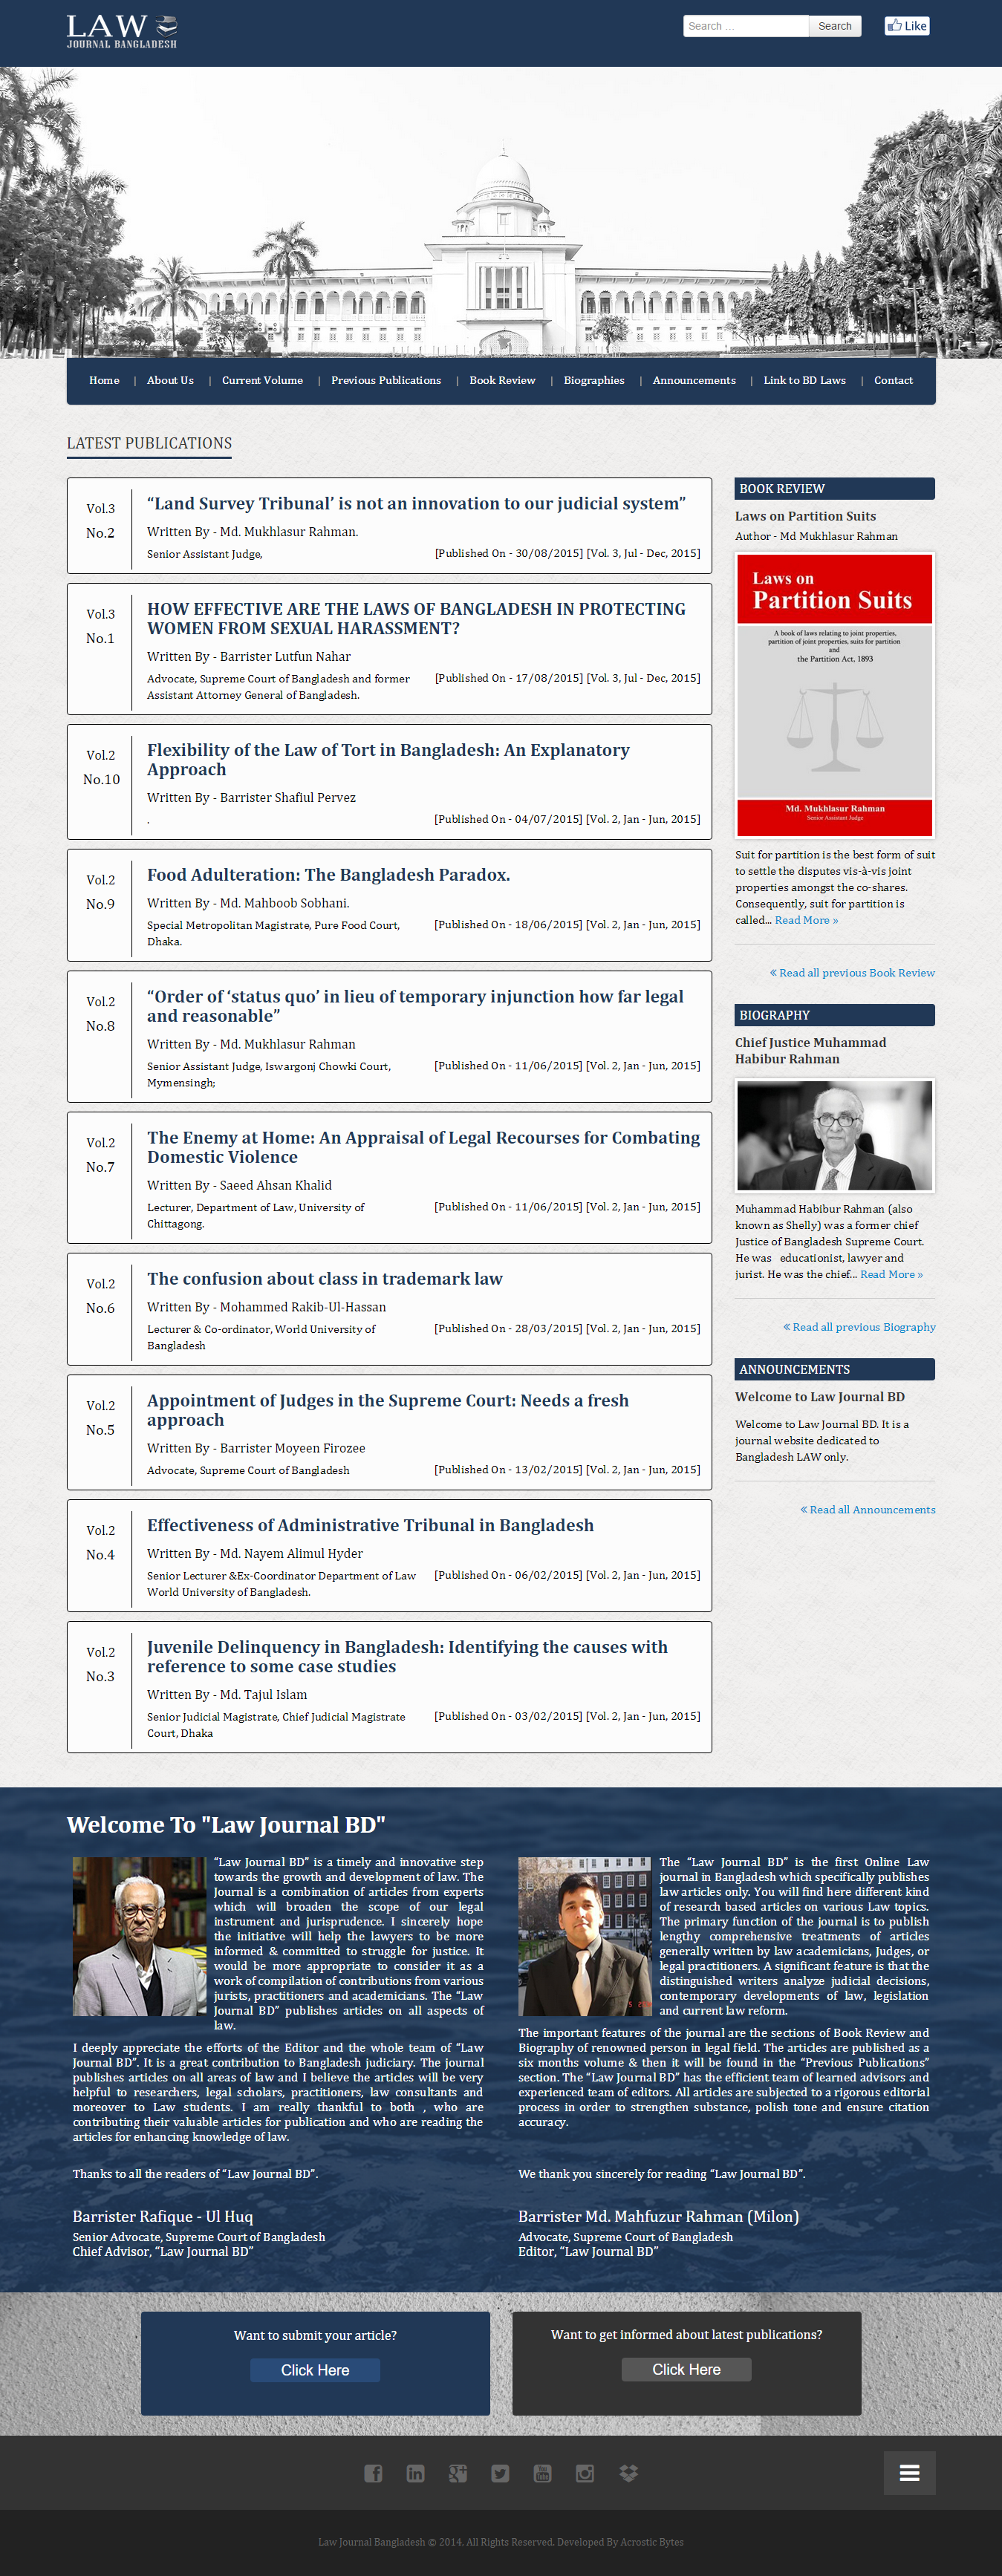 LAW
JOURNAL BANGLADESH
Search ...
Search
Like
Home | About Us | Current Volume | Previous Publications | Book Review | Biographies | Announcements | Link to BD Laws | Contact
LATEST PUBLICATIONS
Vol.3
No.2
“Land Survey Tribunal’ is not an innovation to our judicial system”
Written By - Md. Mukhlasur Rahman.
Senior Assistant Judge,
[Published On - 30/08/2015] [Vol. 3, Jul - Dec, 2015]
Vol.3
No.1
HOW EFFECTIVE ARE THE LAWS OF BANGLADESH IN PROTECTING
WOMEN FROM SEXUAL HARASSMENT?
Written By - Barrister Lutfun Nahar
Advocate, Supreme Court of Bangladesh and former
Assistant Attorney General of Bangladesh.
[Published On - 17/08/2015] [Vol. 3, Jul - Dec, 2015]
Vol.2
No.10
Flexibility of the Law of Tort in Bangladesh: An Explanatory
Approach
Written By - Barrister Shafiul Pervez
.
[Published On - 04/07/2015] [Vol. 2, Jan - Jun, 2015]
Vol.2
No.9
Food Adulteration: The Bangladesh Paradox.
Written By - Md. Mahboob Sobhani.
Special Metropolitan Magistrate, Pure Food Court,
Dhaka.
[Published On - 18/06/2015] [Vol. 2, Jan - Jun, 2015]
Vol.2
No.8
“Order of ‘status quo’ in lieu of temporary injunction how far legal
and reasonable”
Written By - Md. Mukhlasur Rahman
Senior Assistant Judge, Iswargonj Chowki Court,
Mymensingh;
[Published On - 11/06/2015] [Vol. 2, Jan - Jun, 2015]
Vol.2
No.7
The Enemy at Home: An Appraisal of Legal Recourses for Combating
Domestic Violence
Written By - Saeed Ahsan Khalid
Lecturer, Department of Law, University of
Chittagong.
[Published On - 11/06/2015] [Vol. 2, Jan - Jun, 2015]
Vol.2
No.6
The confusion about class in trademark law
Written By - Mohammed Rakib-Ul-Hassan
Lecturer & Co-ordinator, World University of
Bangladesh
[Published On - 28/03/2015] [Vol. 2, Jan - Jun, 2015]
Vol.2
No.5
Appointment of Judges in the Supreme Court: Needs a fresh
approach
Written By - Barrister Moyeen Firozee
Advocate, Supreme Court of Bangladesh
[Published On - 13/02/2015] [Vol. 2, Jan - Jun, 2015]
Vol.2
No.4
Effectiveness of Administrative Tribunal in Bangladesh
Written By - Md. Nayem Alimul Hyder
Senior Lecturer &Ex-Coordinator Department of Law
World University of Bangladesh.
[Published On - 06/02/2015] [Vol. 2, Jan - Jun, 2015]
Vol.2
No.3
Juvenile Delinquency in Bangladesh: Identifying the causes with
reference to some case studies
Written By - Md. Tajul Islam
Senior Judicial Magistrate, Chief Judicial Magistrate
Court, Dhaka
[Published On - 03/02/2015] [Vol. 2, Jan - Jun, 2015]
BOOK REVIEW
Laws on Partition Suits
Author - Md Mukhlasur Rahman
Laws on
Partition Suits
A book of laws relating to joint properties,
partition of joint properties, suits for partition
and
the Partition Act, 1893
Md. Mukhlasur Rahman
Senior Assistant Judge
Suit for partition is the best form of suit
to settle the disputes vis-à-vis joint
properties amongst the co-shares.
Consequently, suit for partition is
called... Read More »
« Read all previous Book Review
BIOGRAPHY
Chief Justice Muhammad
Habibur Rahman
Muhammad Habibur Rahman (also
known as Shelly) was a former chief
Justice of Bangladesh Supreme Court.
He was educationist, lawyer and
jurist. He was the chief... Read More »
« Read all previous Biography
ANNOUNCEMENTS
Welcome to Law Journal BD
Welcome to Law Journal BD. It is a
journal website dedicated to
Bangladesh LAW only.
« Read all Announcements
Welcome To "Law Journal BD"
“Law Journal BD” is a timely and innovative step
towards the growth and development of law. The
Journal is a combination of articles from experts
which will broaden the scope of our legal
instrument and jurisprudence. I sincerely hope
the initiative will help the lawyers to be more
informed & committed to struggle for justice. It
would be more appropriate to consider it as a
work of compilation of contributions from various
jurists, practitioners and academicians. The “Law
Journal BD” publishes articles on all aspects of
law.
I deeply appreciate the efforts of the Editor and the whole team of “Law
Journal BD”. It is a great contribution to Bangladesh judiciary. The journal
publishes articles on all areas of law and I believe the articles will be very
helpful to researchers, legal scholars, practitioners, law consultants and
moreover to Law students. I am really thankful to both , who are
contributing their valuable articles for publication and who are reading the
articles for enhancing knowledge of law.
Thanks to all the readers of “Law Journal BD”.
Barrister Rafique - Ul Huq
Senior Advocate, Supreme Court of Bangladesh
Chief Advisor, “Law Journal BD”
The “Law Journal BD” is the first Online Law
journal in Bangladesh which specifically publishes
law articles only. You will find here different kind
of research based articles on various Law topics.
The primary function of the journal is to publish
lengthy comprehensive treatments of articles
generally written by law academicians, Judges, or
legal practitioners. A significant feature is that the
distinguished writers analyze judicial decisions,
contemporary developments of law, legislation
and current law reform.
The important features of the journal are the sections of Book Review and
Biography of renowned person in legal field. The articles are published as a
six months volume & then it will be found in the “Previous Publications”
section. The “Law Journal BD” has the efficient team of learned advisors and
experienced team of editors. All articles are subjected to a rigorous editorial
process in order to strengthen substance, polish tone and ensure citation
accuracy.
We thank you sincerely for reading “Law Journal BD”.
Barrister Md. Mahfuzur Rahman (Milon)
Advocate, Supreme Court of Bangladesh
Editor, “Law Journal BD”
Want to submit your article?
Click Here
Want to get informed about latest publications?
Click Here
Law Journal Bangladesh © 2014, All Rights Reserved. Developed By Acrostic Bytes